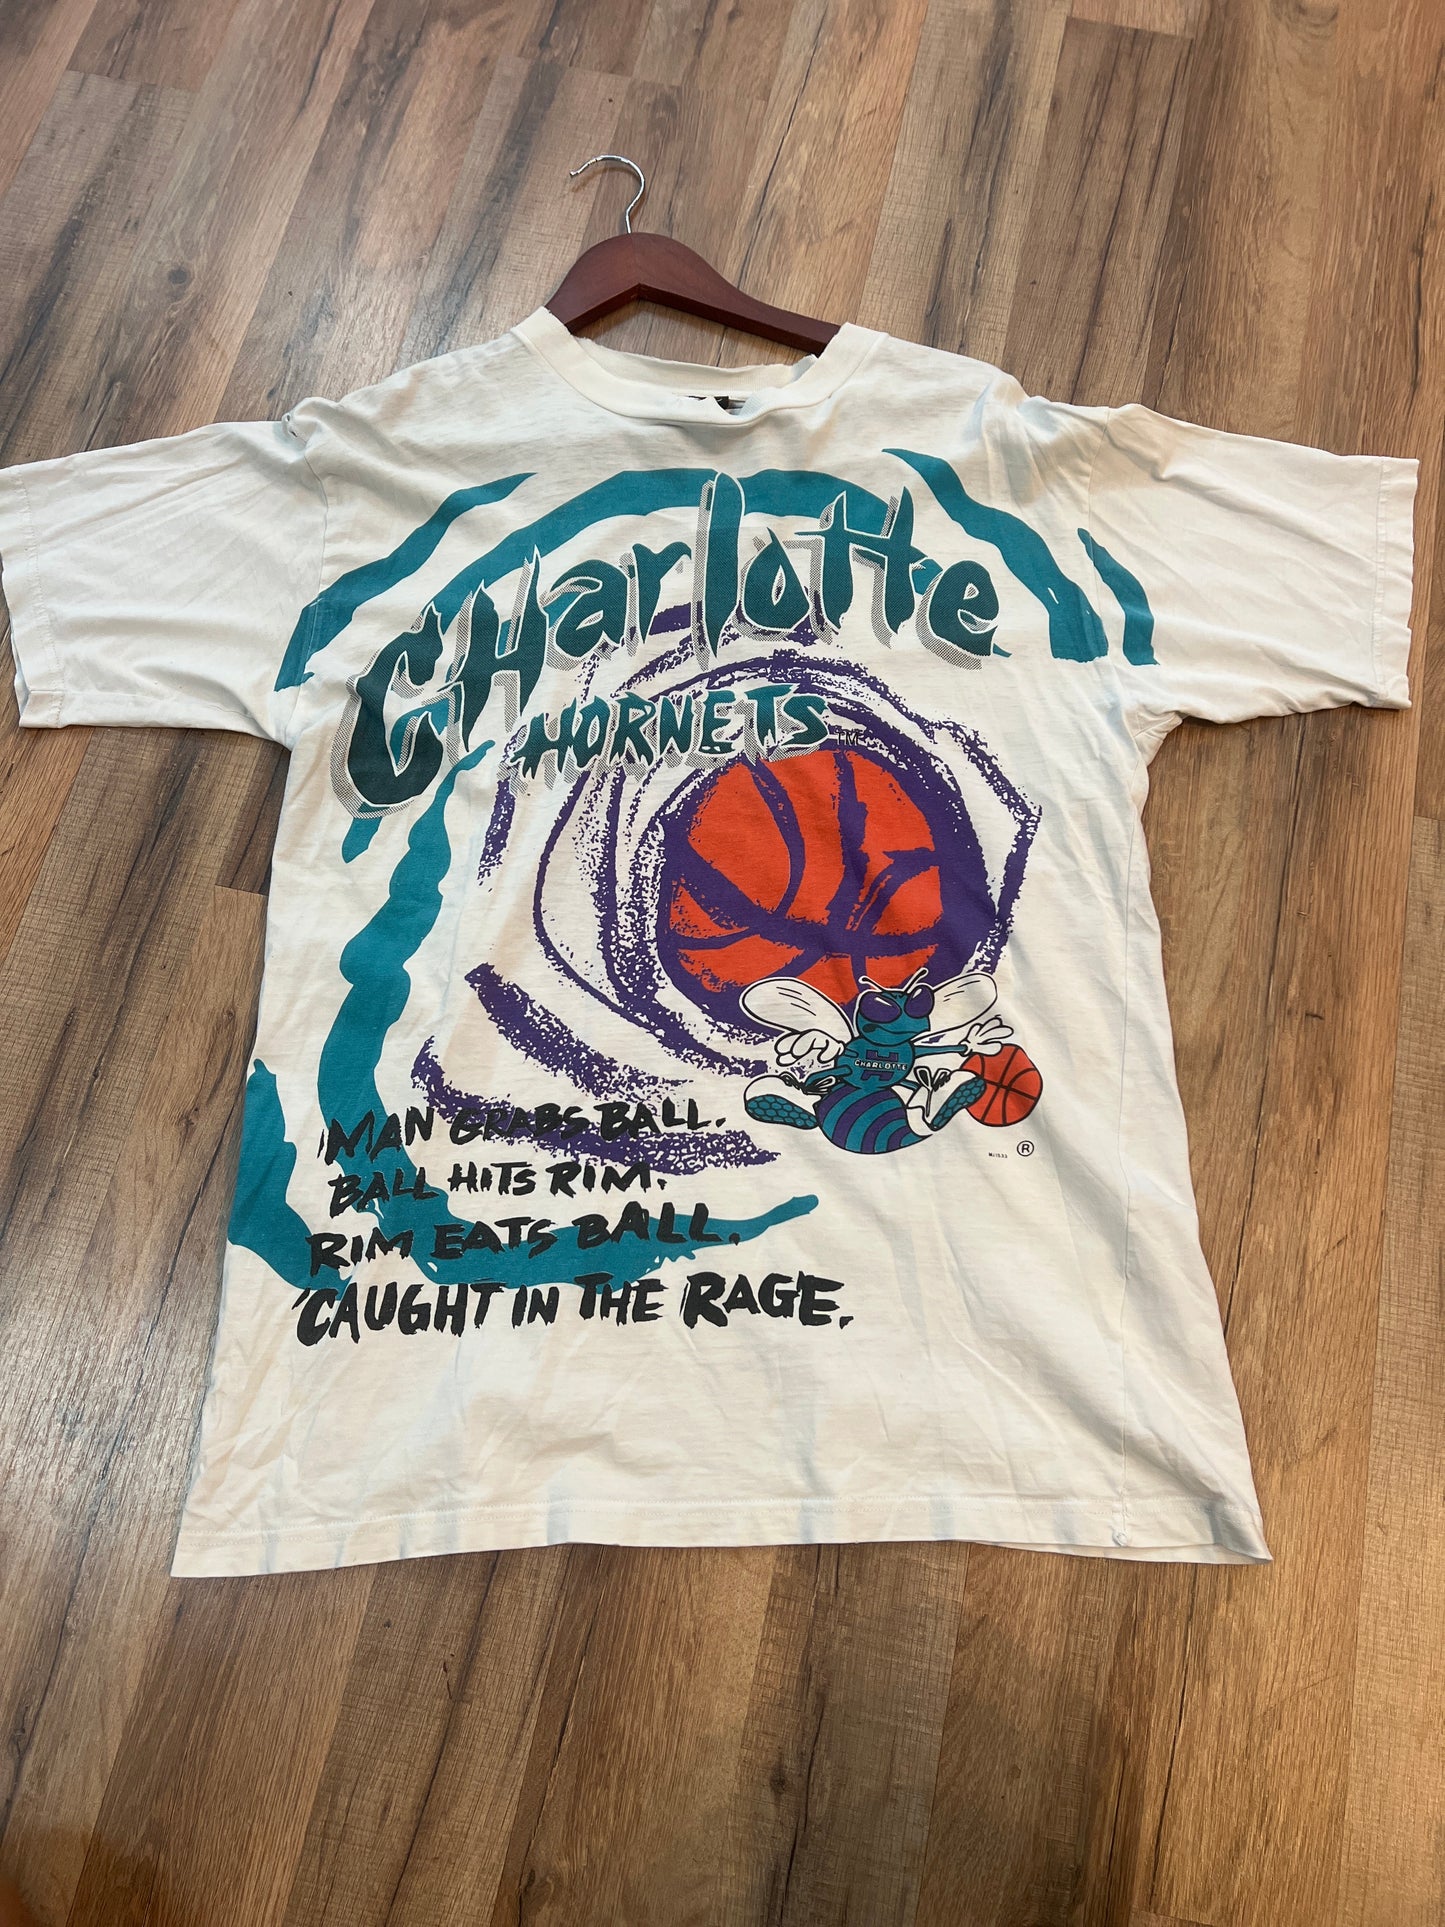 CHarlotte
HORNETS TM
H
CHARLOTTE
®
MAN GRABS BALL.
BALL HITS RIM.
RIM EATS BALL.
CAUGHT IN THE RAGE.